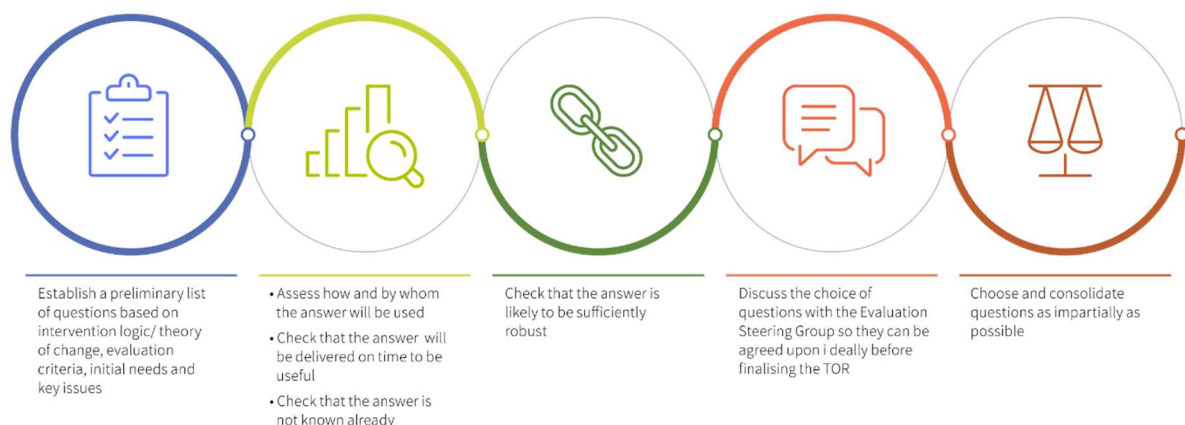 Establish a preliminary list
of questions based on
intervention logic/ theory
of change, evaluation
criteria, initial needs and
key issues
• Assess how and by whom
the answer will be used
• Check that the answer will
be delivered on time to be
useful
• Check that the answer is
not known already
Check that the answer is
likely to be sufficiently
robust
Discuss the choice of
questions with the Evaluation
Steering Group so they can be
agreed upon i deally before
finalising the TOR
Choose and consolidate
questions as impartially as
possible